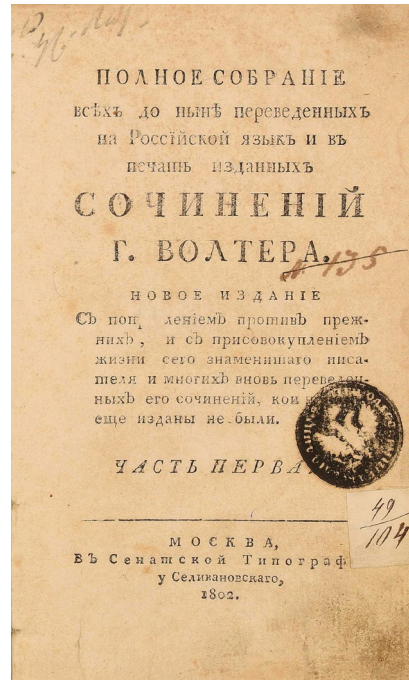 ПОЛНОЕ СОБРАНІЕ
всѣхъ до нынѣ переведенныхъ
на Россїйской языкъ и въ
печать изданныхъ
СОЧИНЕНІЙ
Г. ВОЛТЕРА.
№ 135
НОВОЕ ИЗДАНІЕ
Съ леніемъ противъ преж-
нихъ, и съ присовокупленіемъ
жизни сего знаменитаго писа-
теля и многихъ вновь переведен-
ныхъ его сочиненій, кои
еще изданы не были.
ЧАСТЬ ПЕРВА
49
104
МОСКВА,
Въ Сенатской Типограф
у Селивановскаго,
1802.